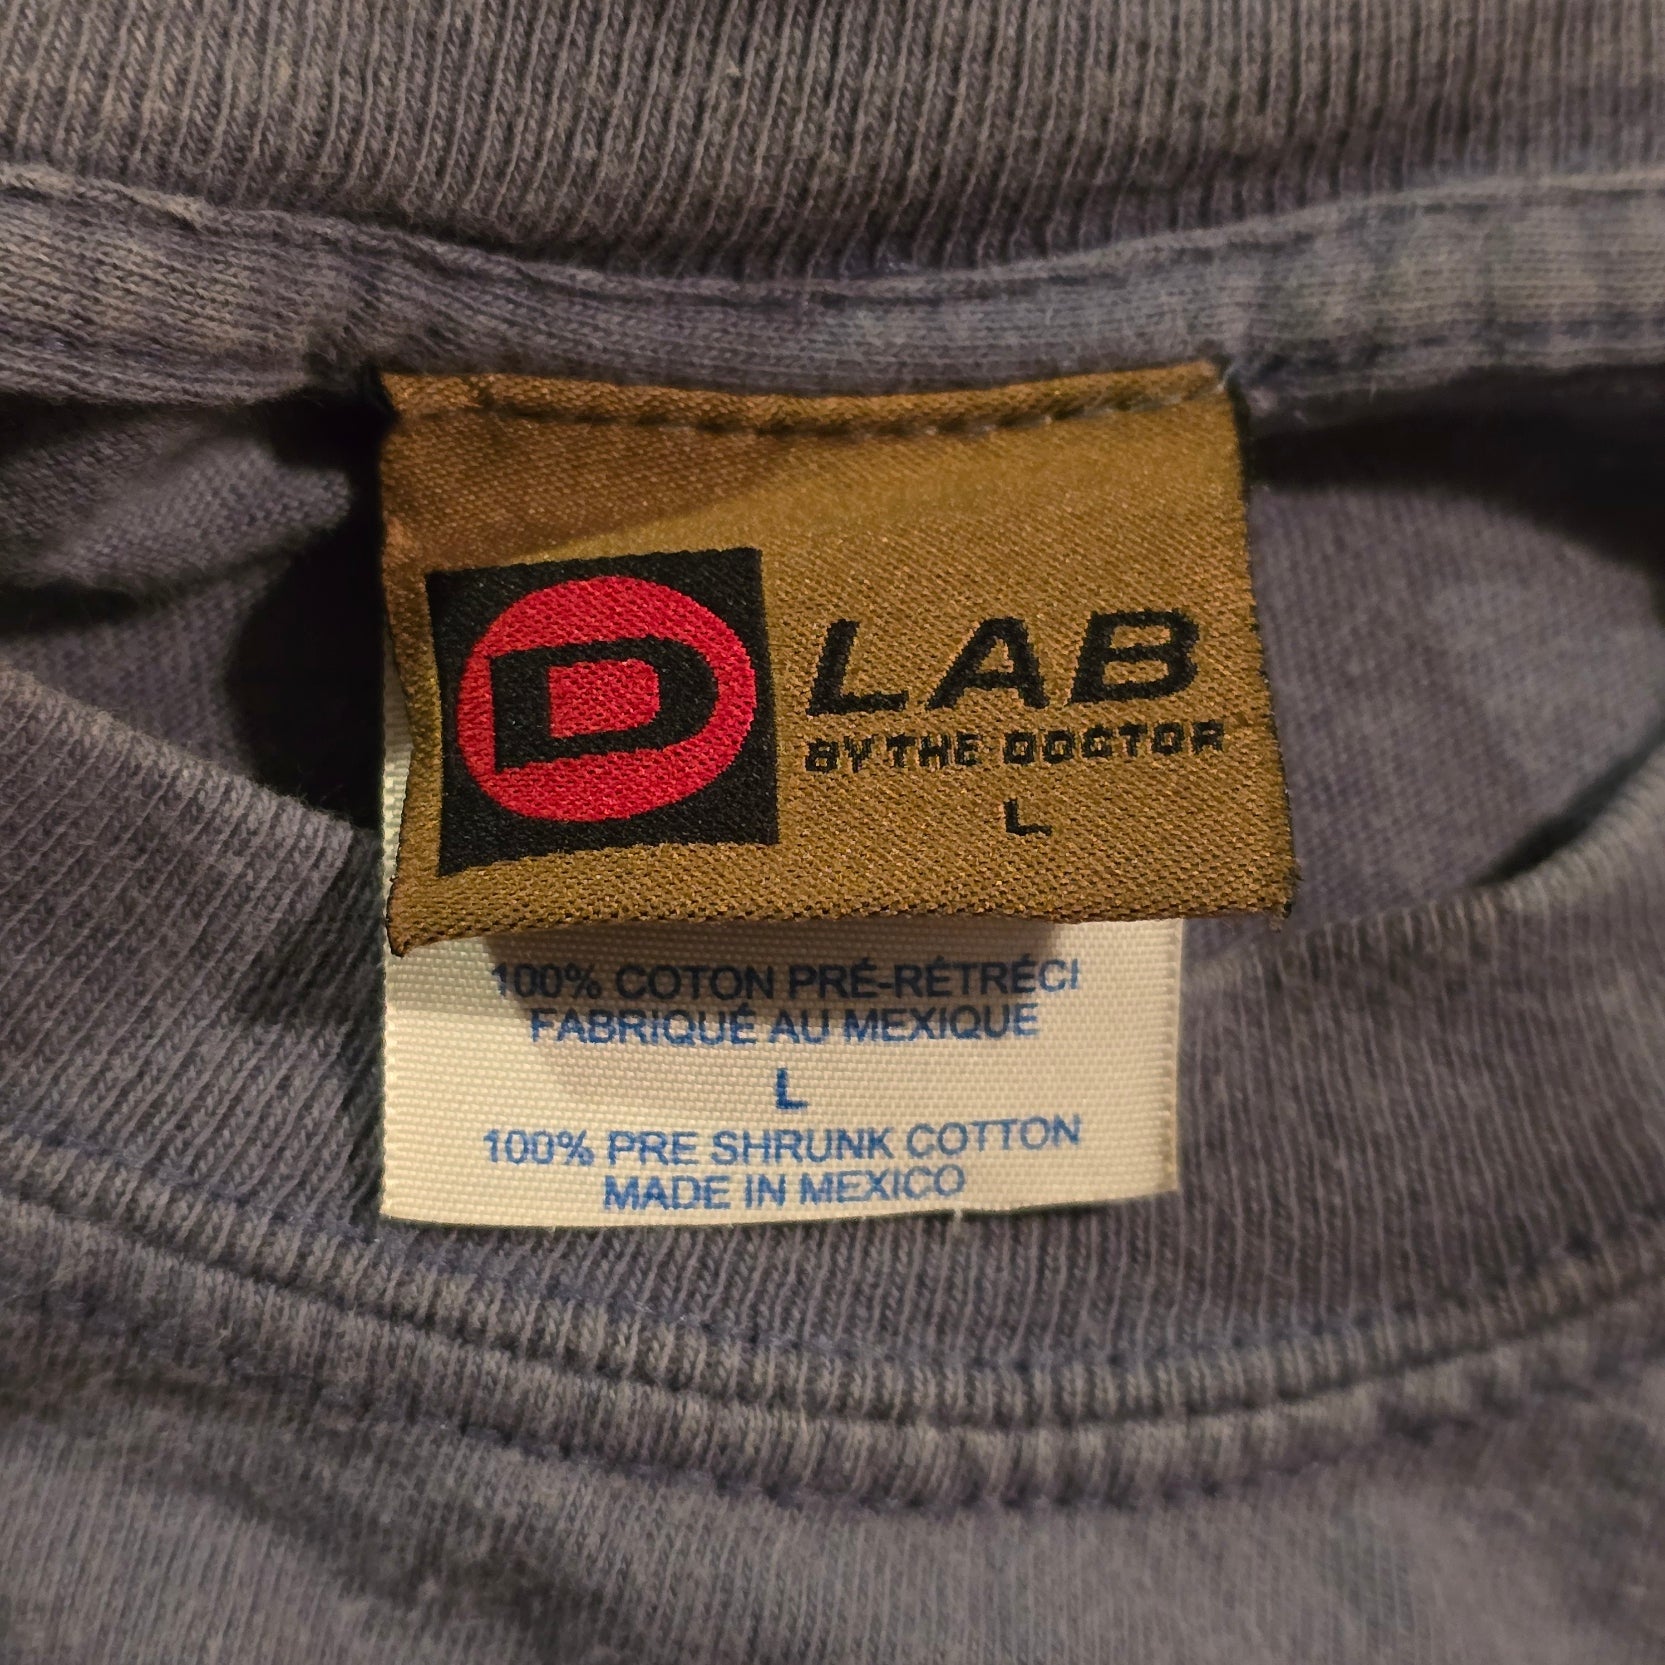 D LAB
BY THE DOCTOR
L
100% COTON PRÉ-RÉTRÉCI
FABRIQUÉ AU MEXIQUE
L
100% PRE SHRUNK COTTON
MADE IN MEXICO